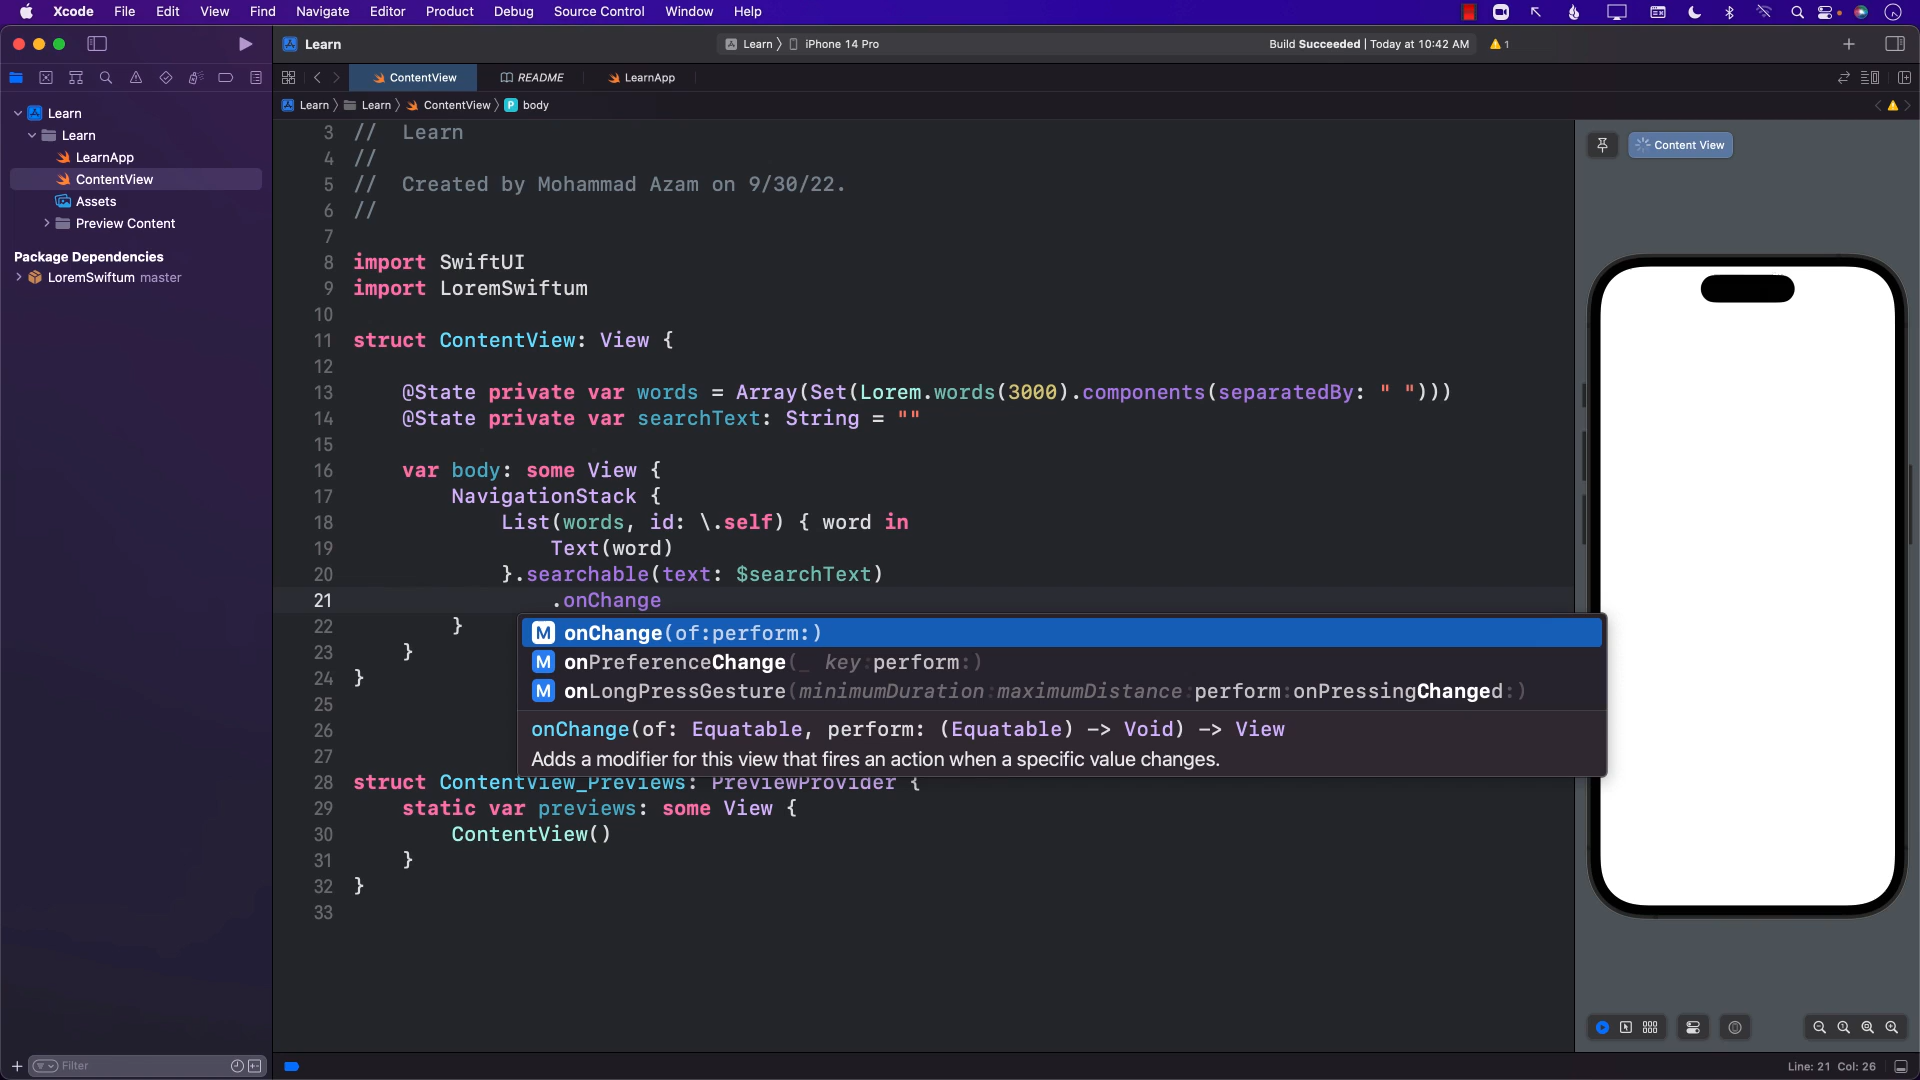 Xcode File Edit View Find Navigate Editor Product Debug Source Control Window Help
Learn
Learn 〉 iPhone 14 Pro
Build Succeeded | Today at 10:42 AM
1
ContentView
README
LearnApp
Learn 〉 Learn 〉 ContentView 〉 P body
Learn
Learn
LearnApp
ContentView
Assets
Preview Content
Package Dependencies
LoremSwiftum master
Filter
3 //  Learn
4 //
5 //  Created by Mohammad Azam on 9/30/22.
6 //
7
8 import SwiftUI
9 import LoremSwiftum
10
11 struct ContentView: View {
12
13 @State private var words = Array(Set(Lorem.words(3000).components(separatedBy: " ")))
14 @State private var searchText: String = ""
15
16 var body: some View {
17 NavigationStack {
18 List(words, id: \.self) { word in
19 Text(word)
20 }.searchable(text: $searchText)
21 .onChange
22 }
23 }
24 }
25
26
27
M onChange(of:perform:)
M onPreferenceChange(_ key:perform:)
M onLongPressGesture(minimumDuration:maximumDistance:perform:onPressingChanged:)
onChange(of: Equatable, perform: (Equatable) -> Void) -> View
Adds a modifier for this view that fires an action when a specific value changes.
28 struct ContentView_Previews: PreviewProvider {
29 static var previews: some View {
30 ContentView()
31 }
32 }
33
Content View
Line: 21 Col: 26